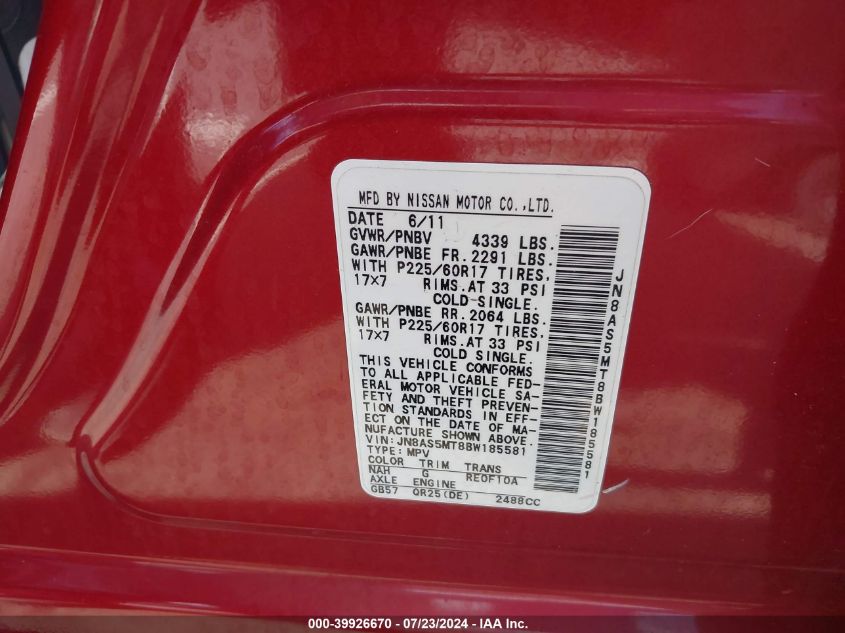 MFD BY NISSAN MOTOR CO.,LTD.
DATE 6/11
GVWR/PNBV 4339 LBS.
GAWR/PNBE FR. 2291 LBS.
WITH P225/60R17 TIRES,
17×7 RIMS. AT 33 PSI
COLD-SINGLE.
GAWR/PNBE RR. 2064 LBS.
WITH P225/60R17 TIRES,
17×7 RIMS. AT 33 PSI
COLD SINGLE.
THIS VEHICLE CONFORMS
TO ALL APPLICABLE FED-
ERAL MOTOR VEHICLE SA-
FETY AND THEFT PREVEN-
TION STANDARDS IN EFF-
ECT ON THE DATE OF MA-
NUFACTURE SHOWN ABOVE.
VIN: JN8AS5MT8BW185581
TYPE: MPV
COLOR TRIM TRANS
NAH G RE0F10A
AXLE ENGINE
GB57 QR25(DE) 2488CC
JN8AS5MT8BW185581
000-39926670 / 07/23/2024 - IAA Inc.